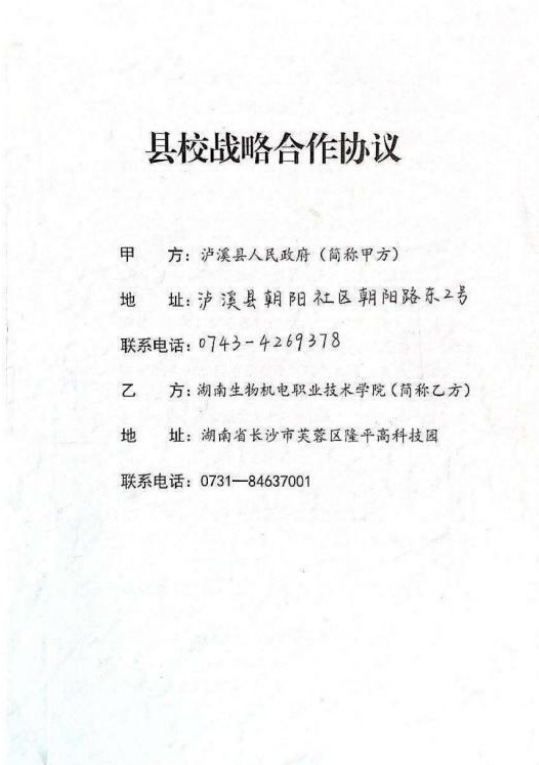 县校战略合作协议
甲 方：泸溪县人民政府（简称甲方）
地 址：泸溪县朝阳社区朝阳路东2号
联系电话：0743-4269378
乙 方：湖南生物机电职业技术学院（简称乙方）
地 址：湖南省长沙市芙蓉区隆平高科技园
联系电话：0731—84637001